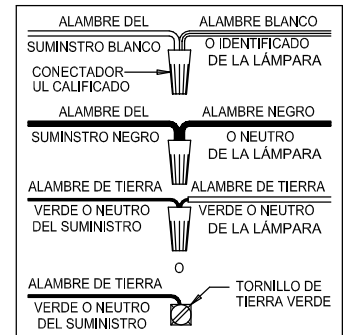 ALAMBRE DEL
SUMINSTRO BLANCO
ALAMBRE BLANCO
O IDENTIFICADO
DE LA LÁMPARA
CONECTADOR
UL CALIFICADO
ALAMBRE DEL
SUMINSTRO NEGRO
ALAMBRE NEGRO
O NEUTRO
DE LA LÁMPARA
ALAMBRE DE TIERRA
VERDE O NEUTRO
DEL SUMINISTRO
ALAMBRE DE TIERRA
VERDE O NEUTRO
DE LA LÁMPARA
O
ALAMBRE DE TIERRA
VERDE O NEUTRO
DEL SUMINISTRO
TORNILLO DE
TIERRA VERDE